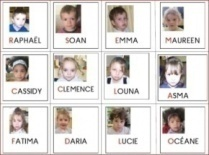 RAPHAËL
SOAN
EMMA
MAUREEN
CASSIDY
CLEMENCE
LOUNA
ASMA
FATIMA
DARIA
LUCIE
OCÉANE